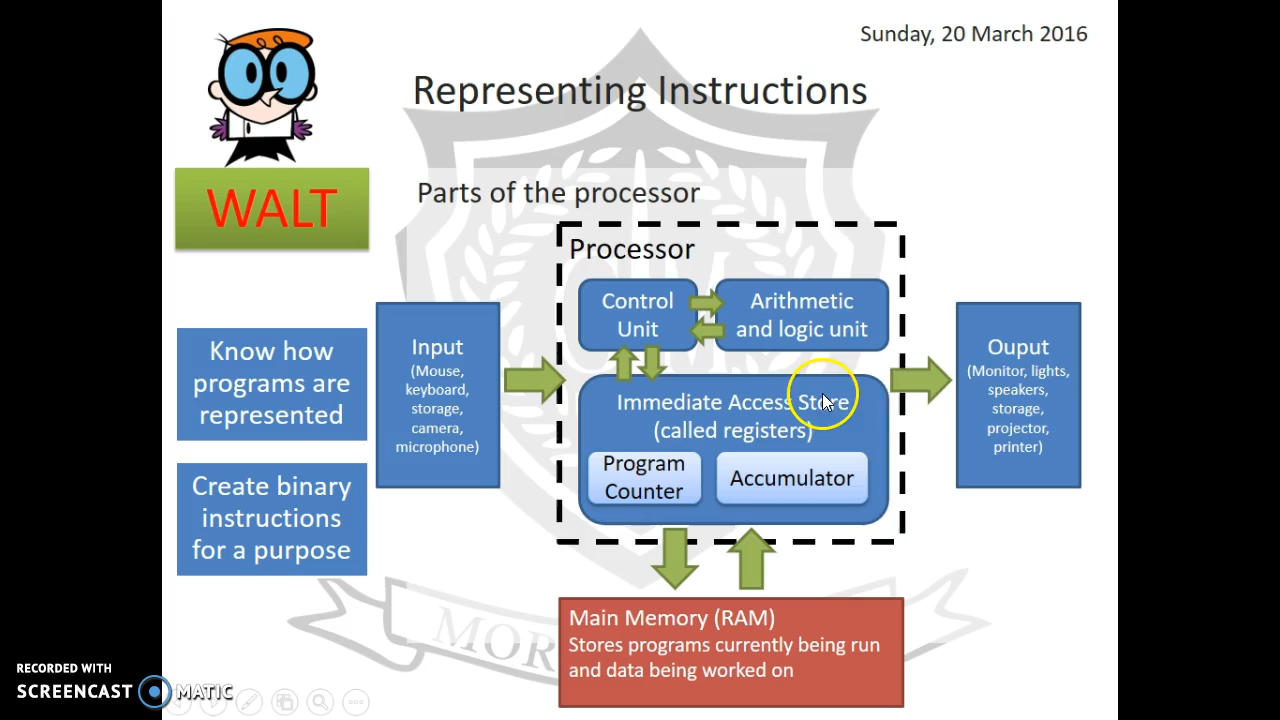 Sunday, 20 March 2016
Representing Instructions
WALT
Parts of the processor
Processor
Control
Unit
Arithmetic
and logic unit
Know how
programs are
represented
Create binary
instructions
for a purpose
Input
(Mouse,
keyboard,
storage,
camera,
microphone)
Immediate Access Store
(called registers)
Program
Counter
Accumulator
Ouput
(Monitor, lights,
speakers,
storage,
projector,
printer)
Main Memory (RAM)
Stores programs currently being run
and data being worked on
MOR
RECORDED WITH
SCREENCAST MATIC